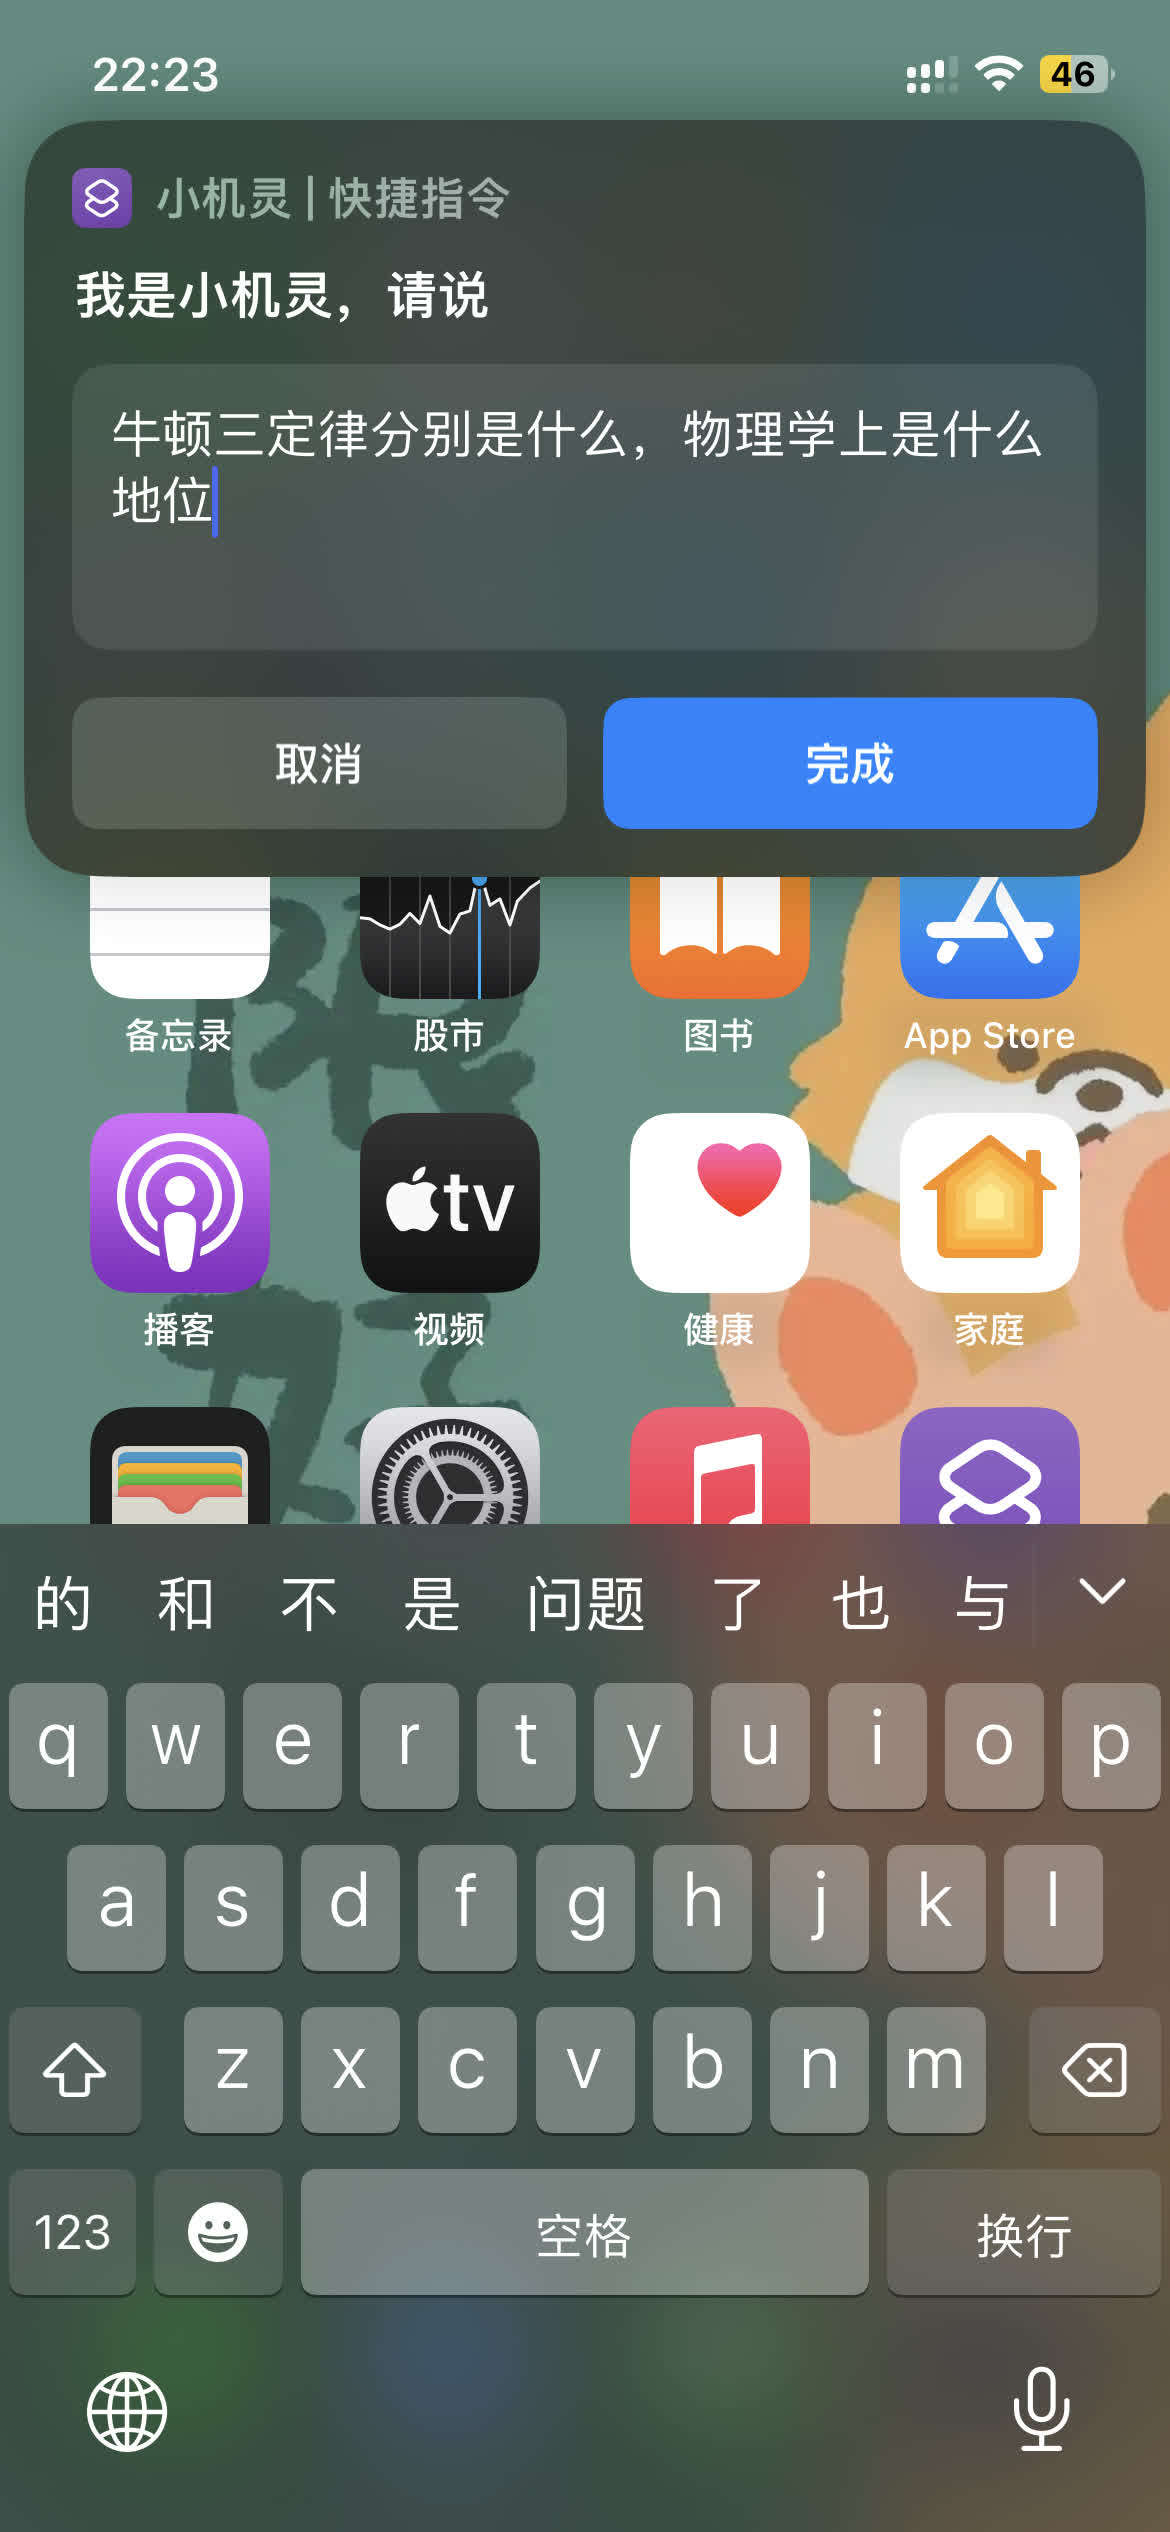 22:23
46
小机灵 | 快捷指令
我是小机灵，请说
牛顿三定律分别是什么，物理学上是什么
地位
取消
完成
备忘录
股市
图书
App Store
tv
播客
视频
健康
家庭
的 和 不 是 问题 了 也 与
q w e r t y u i o p
a s d f g h j k l
z x c v b n m
123
空格
换行